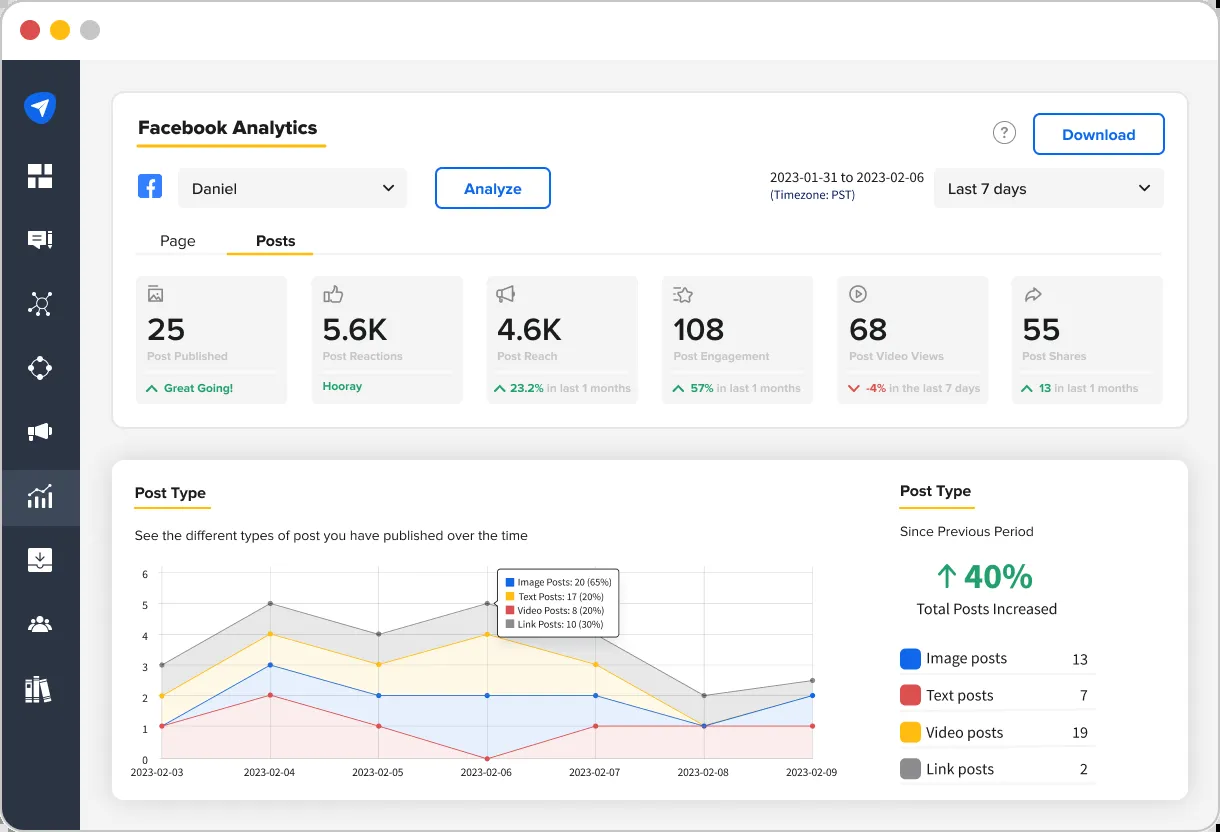 Facebook Analytics
?
Download
Daniel
Analyze
2023-01-31 to 2023-02-06
(Timezone: PST)
Last 7 days
Page
Posts
25
Post Published
Great Going!
5.6K
Post Reactions
Hooray
4.6K
Post Reach
23.2% in last 1 months
108
Post Engagement
57% in last 1 months
68
Post Video Views
-4% in the last 7 days
55
Post Shares
13 in last 1 months
Post Type
See the different types of post you have published over the time
6
5
4
3
2
1
0
Image Posts: 20 (65%)
Text Posts: 17 (20%)
Video Posts: 8 (20%)
Link Posts: 10 (30%)
2023-02-03
2023-02-04
2023-02-05
2023-02-06
2023-02-07
2023-02-08
2023-02-09
Post Type
Since Previous Period
↑ 40%
Total Posts Increased
Image posts 13
Text posts 7
Video posts 19
Link posts 2